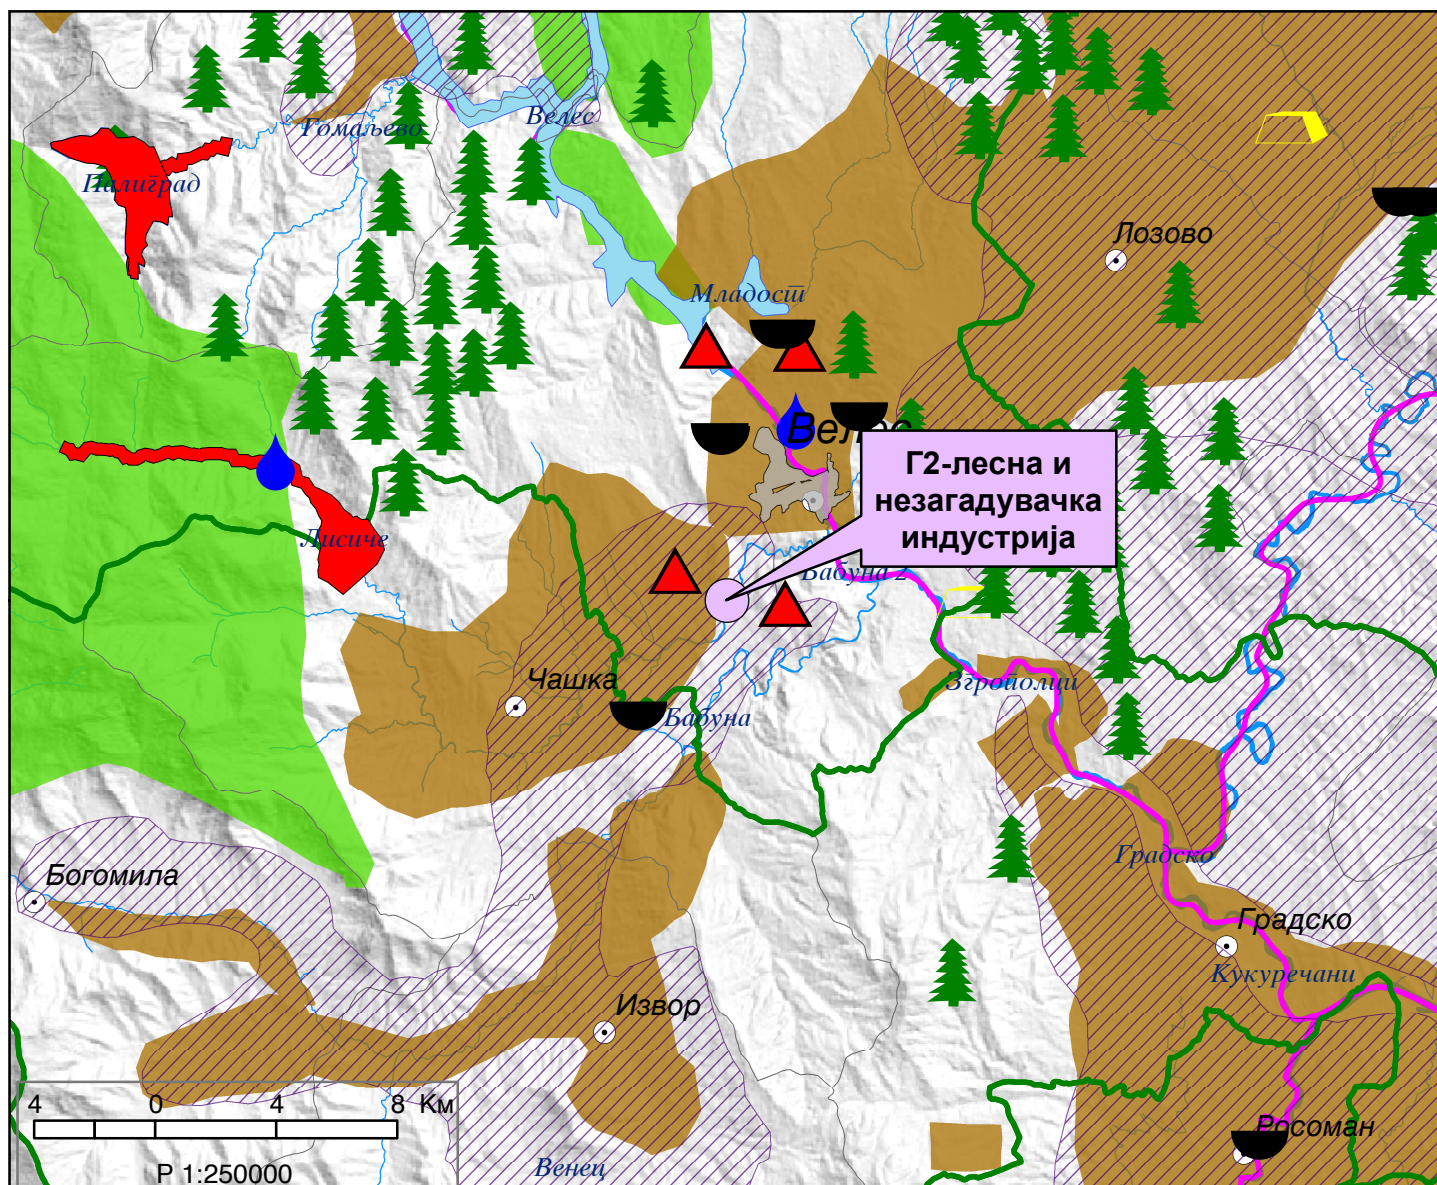 Гомаљево
Велес
Палиград
Лозово
Младост
Велес
Г2-лесна и
незагадувачка
индустрија
Лисиче
Бабуна 2
Чашка
Згрополци
Бабуна
Градско
Богомила
Градско
Кукуречани
Извор
4 0 4 8 Км
Росоман
Венец
Р 1:250000